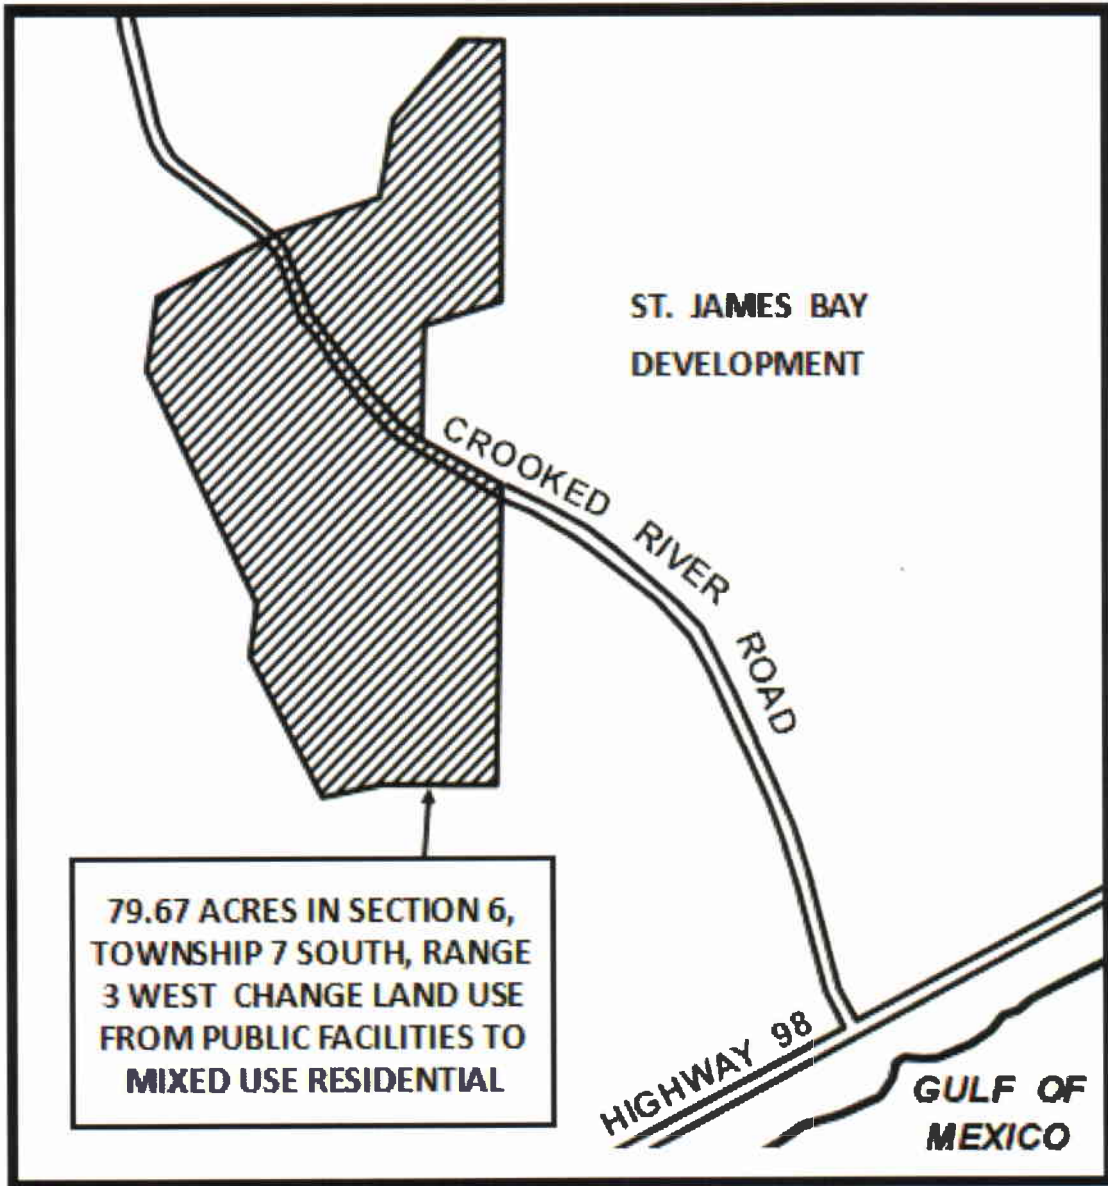 ST. JAMES BAY
DEVELOPMENT
CROOKED RIVER ROAD
79.67 ACRES IN SECTION 6,
TOWNSHIP 7 SOUTH, RANGE
3 WEST CHANGE LAND USE
FROM PUBLIC FACILITIES TO
MIXED USE RESIDENTIAL
HIGHWAY 98
GULF OF
MEXICO